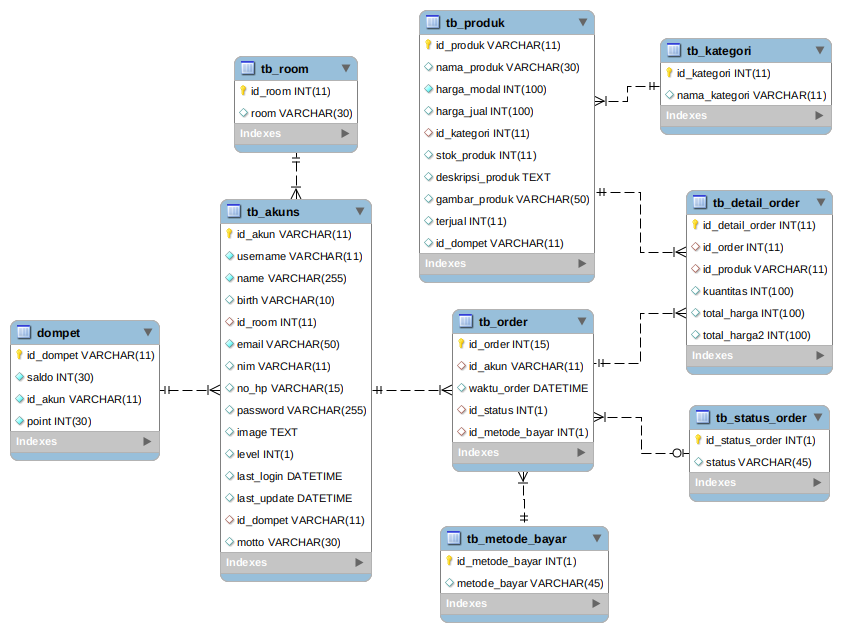 tb_produk
id_produk VARCHAR(11)
nama_produk VARCHAR(30)
harga_modal INT(100)
harga_jual INT(100)
id_kategori INT(11)
stok_produk INT(11)
deskripsi_produk TEXT
gambar_produk VARCHAR(50)
terjual INT(11)
id_dompet VARCHAR(11)
Indexes
tb_kategori
id_kategori INT(11)
nama_kategori VARCHAR(11)
Indexes
tb_room
id_room INT(11)
room VARCHAR(30)
Indexes
tb_akuns
id_akun VARCHAR(11)
username VARCHAR(11)
name VARCHAR(255)
birth VARCHAR(10)
id_room INT(11)
email VARCHAR(50)
nim VARCHAR(11)
no_hp VARCHAR(15)
password VARCHAR(255)
image TEXT
level INT(1)
last_login DATETIME
last_update DATETIME
id_dompet VARCHAR(11)
motto VARCHAR(30)
Indexes
tb_detail_order
id_detail_order INT(11)
id_order INT(11)
id_produk VARCHAR(11)
kuantitas INT(100)
total_harga INT(100)
total_harga2 INT(100)
Indexes
dompet
id_dompet VARCHAR(11)
saldo INT(30)
id_akun VARCHAR(11)
point INT(30)
Indexes
tb_order
id_order INT(15)
id_akun VARCHAR(11)
waktu_order DATETIME
id_status INT(1)
id_metode_bayar INT(1)
Indexes
tb_status_order
id_status_order INT(1)
status VARCHAR(45)
Indexes
tb_metode_bayar
id_metode_bayar INT(1)
metode_bayar VARCHAR(45)
Indexes